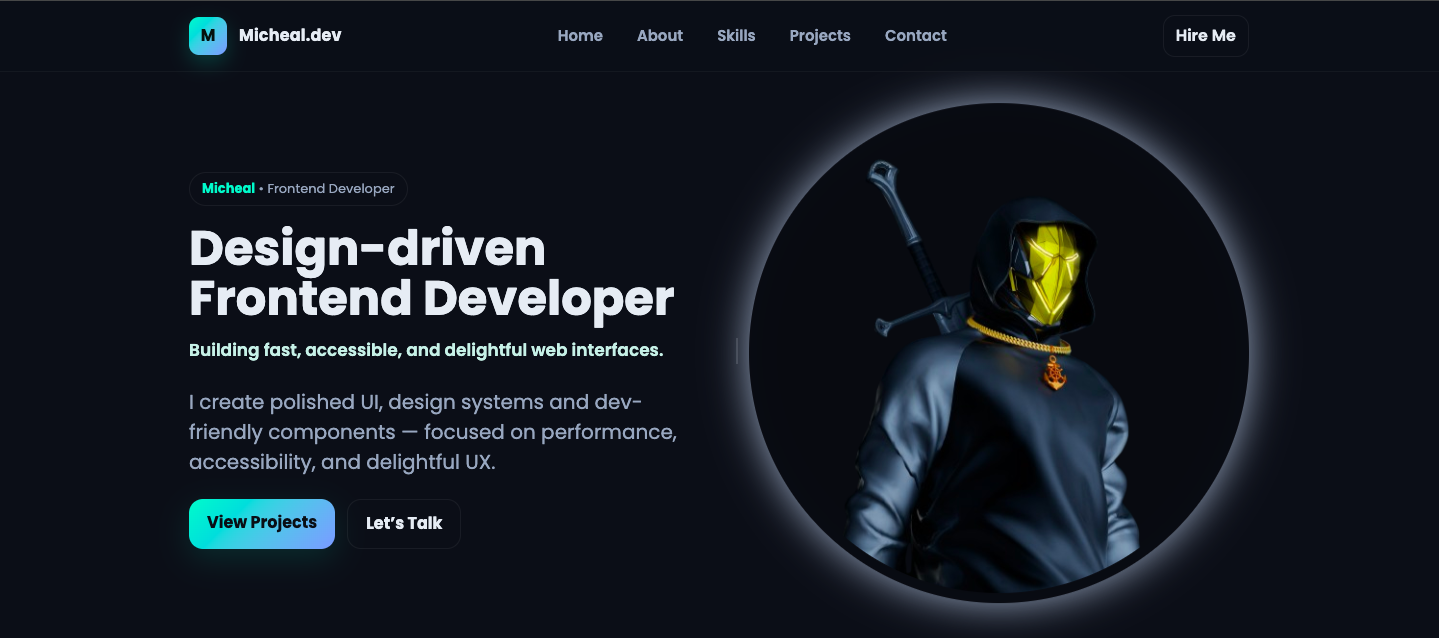 M
Micheal.dev
Home
About
Skills
Projects
Contact
Hire Me
Micheal • Frontend Developer
Design-driven
Frontend Developer
Building fast, accessible, and delightful web interfaces.
I create polished UI, design systems and dev-
friendly components — focused on performance,
accessibility, and delightful UX.
View Projects
Let’s Talk